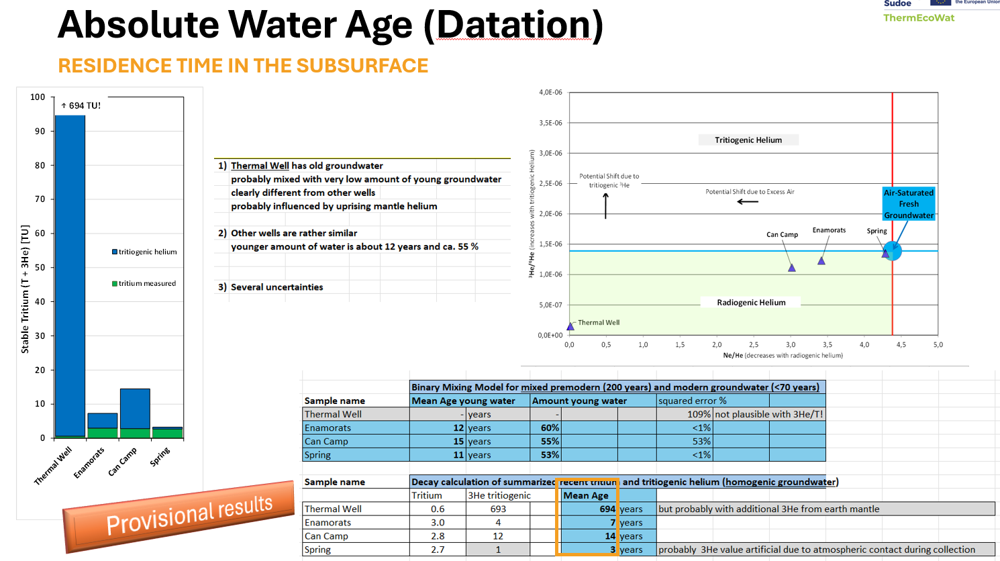 Absolute Water Age (Datation)
Sudoe
the European Union
ThermEcoWat
RESIDENCE TIME IN THE SUBSURFACE
Stable Tritium (T + 3He) [TU]
100
90
80
70
60
50
40
30
20
10
0
↑ 694 TU!
tritiogenic helium
tritium measured
Thermal Well
Enamorats
Can Camp
Spring
1) Thermal Well has old groundwater
probably mixed with very low amount of young groundwater
clearly different from other wells
probably influenced by uprising mantle helium
2) Other wells are rather similar
younger amount of water is about 12 years and ca. 55 %
3) Several uncertainties
³He/⁴He (increases with tritiogenic Helium)
4,0E-06
3,5E-06
3,0E-06
2,5E-06
2,0E-06
1,5E-06
1,0E-06
5,0E-07
0,0E+00
Tritiogenic Helium
Potential Shift due to
tritiogenic ³He
Potential Shift due to Excess Air
Air-Saturated
Fresh
Groundwater
Can Camp
Enamorats
Spring
Radiogenic Helium
Thermal Well
0,0 0,5 1,0 1,5 2,0 2,5 3,0 3,5 4,0 4,5 5,0
Ne/He (decreases with radiogenic helium)
Binary Mixing Model for mixed premodern (200 years) and modern groundwater (<70 years)
Sample name Mean Age young water Amount young water squared error %
Thermal Well - years - 109% not plausible with 3He/T!
Enamorats 12 years 60% <1%
Can Camp 15 years 55% 53%
Spring 11 years 53% <1%
Sample name Decay calculation of summarized recent tritium and tritiogenic helium (homogenic groundwater)
Tritium 3He tritiogenic Mean Age
Thermal Well 0.6 693 694 years but probably with additional 3He from earth mantle
Enamorats 3.0 4 7 years
Can Camp 2.8 12 14 years
Spring 2.7 1 3 years probably 3He value artificial due to atmospheric contact during collection
Provisional results